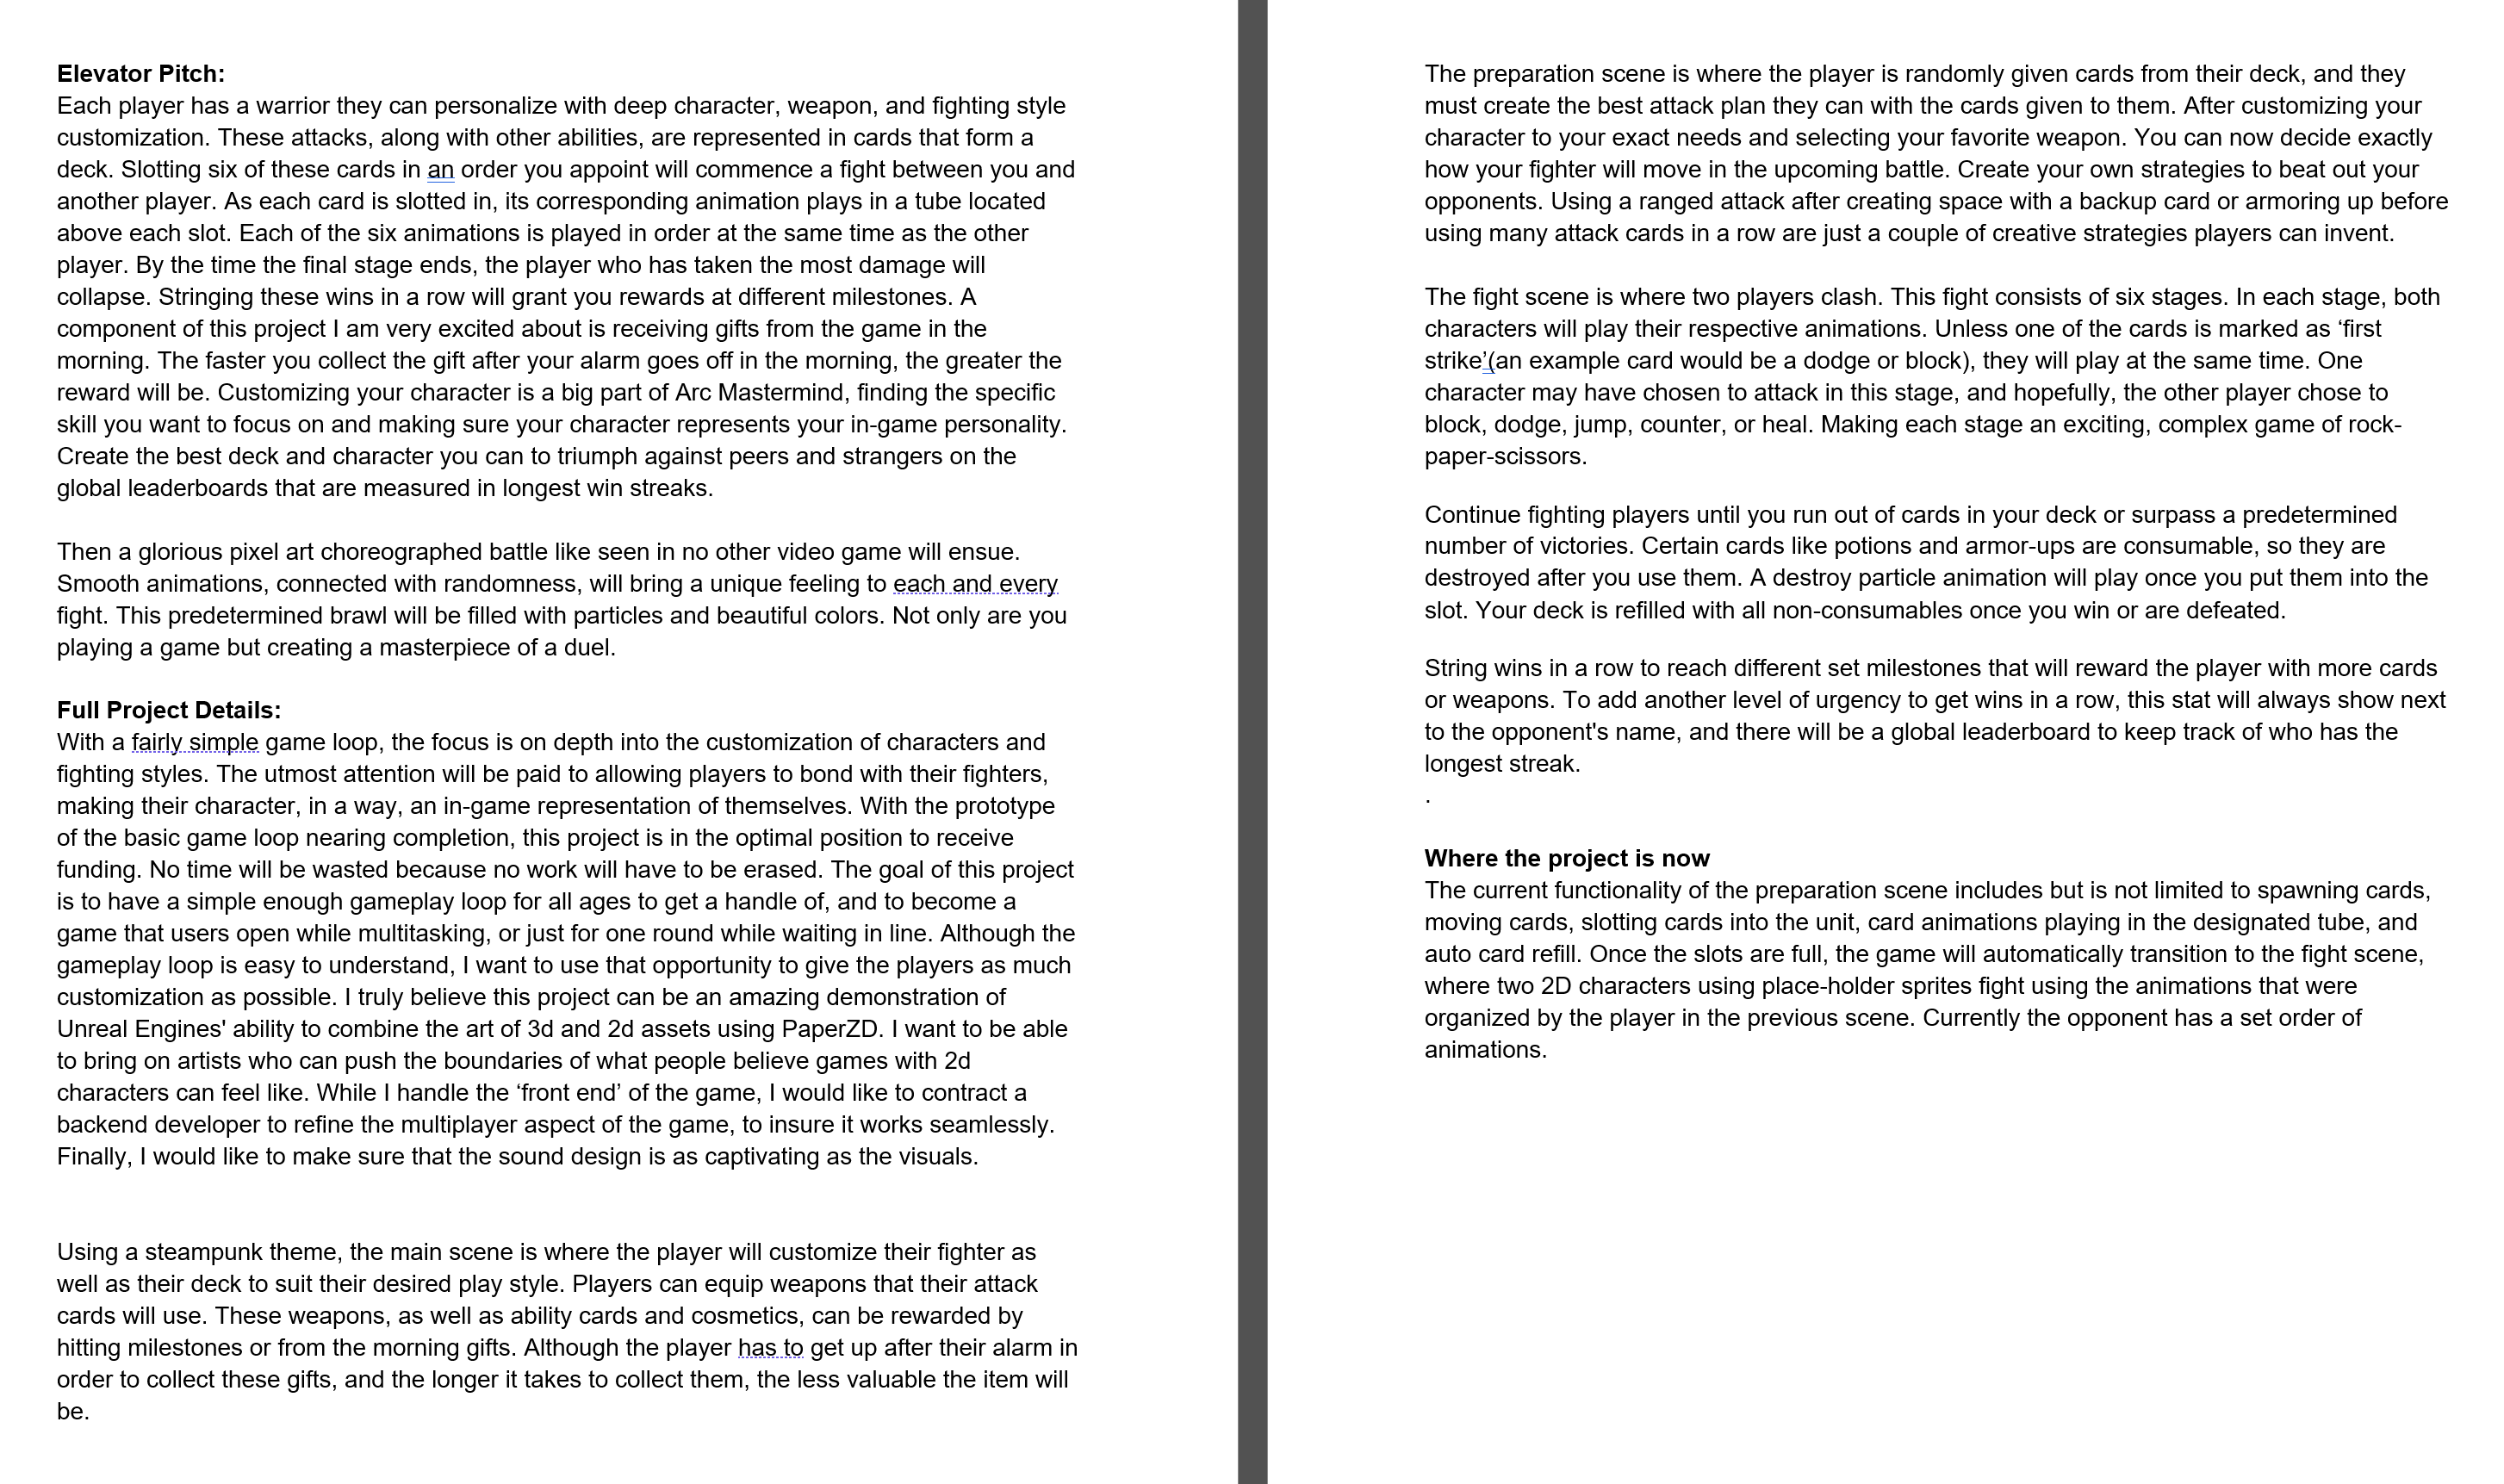 Elevator Pitch:
Each player has a warrior they can personalize with deep character, weapon, and fighting style
customization. These attacks, along with other abilities, are represented in cards that form a
deck. Slotting six of these cards in an order you appoint will commence a fight between you and
another player. As each card is slotted in, its corresponding animation plays in a tube located
above each slot. Each of the six animations is played in order at the same time as the other
player. By the time the final stage ends, the player who has taken the most damage will
collapse. Stringing these wins in a row will grant you rewards at different milestones. A
component of this project I am very excited about is receiving gifts from the game in the
morning. The faster you collect the gift after your alarm goes off in the morning, the greater the
reward will be. Customizing your character is a big part of Arc Mastermind, finding the specific
skill you want to focus on and making sure your character represents your in-game personality.
Create the best deck and character you can to triumph against peers and strangers on the
global leaderboards that are measured in longest win streaks.
Then a glorious pixel art choreographed battle like seen in no other video game will ensue.
Smooth animations, connected with randomness, will bring a unique feeling to each and every
fight. This predetermined brawl will be filled with particles and beautiful colors. Not only are you
playing a game but creating a masterpiece of a duel.
Full Project Details:
With a fairly simple game loop, the focus is on depth into the customization of characters and
fighting styles. The utmost attention will be paid to allowing players to bond with their fighters,
making their character, in a way, an in-game representation of themselves. With the prototype
of the basic game loop nearing completion, this project is in the optimal position to receive
funding. No time will be wasted because no work will have to be erased. The goal of this project
is to have a simple enough gameplay loop for all ages to get a handle of, and to become a
game that users open while multitasking, or just for one round while waiting in line. Although the
gameplay loop is easy to understand, I want to use that opportunity to give the players as much
customization as possible. I truly believe this project can be an amazing demonstration of
Unreal Engines' ability to combine the art of 3d and 2d assets using PaperZD. I want to be able
to bring on artists who can push the boundaries of what people believe games with 2d
characters can feel like. While I handle the ‘front end’ of the game, I would like to contract a
backend developer to refine the multiplayer aspect of the game, to insure it works seamlessly.
Finally, I would like to make sure that the sound design is as captivating as the visuals.
Using a steampunk theme, the main scene is where the player will customize their fighter as
well as their deck to suit their desired play style. Players can equip weapons that their attack
cards will use. These weapons, as well as ability cards and cosmetics, can be rewarded by
hitting milestones or from the morning gifts. Although the player has to get up after their alarm in
order to collect these gifts, and the longer it takes to collect them, the less valuable the item will
be.
The preparation scene is where the player is randomly given cards from their deck, and they
must create the best attack plan they can with the cards given to them. After customizing your
character to your exact needs and selecting your favorite weapon. You can now decide exactly
how your fighter will move in the upcoming battle. Create your own strategies to beat out your
opponents. Using a ranged attack after creating space with a backup card or armoring up before
using many attack cards in a row are just a couple of creative strategies players can invent.
The fight scene is where two players clash. This fight consists of six stages. In each stage, both
characters will play their respective animations. Unless one of the cards is marked as ‘first
strike’(an example card would be a dodge or block), they will play at the same time. One
character may have chosen to attack in this stage, and hopefully, the other player chose to
block, dodge, jump, counter, or heal. Making each stage an exciting, complex game of rock-
paper-scissors.
Continue fighting players until you run out of cards in your deck or surpass a predetermined
number of victories. Certain cards like potions and armor-ups are consumable, so they are
destroyed after you use them. A destroy particle animation will play once you put them into the
slot. Your deck is refilled with all non-consumables once you win or are defeated.
String wins in a row to reach different set milestones that will reward the player with more cards
or weapons. To add another level of urgency to get wins in a row, this stat will always show next
to the opponent's name, and there will be a global leaderboard to keep track of who has the
longest streak.
.
Where the project is now
The current functionality of the preparation scene includes but is not limited to spawning cards,
moving cards, slotting cards into the unit, card animations playing in the designated tube, and
auto card refill. Once the slots are full, the game will automatically transition to the fight scene,
where two 2D characters using place-holder sprites fight using the animations that were
organized by the player in the previous scene. Currently the opponent has a set order of
animations.